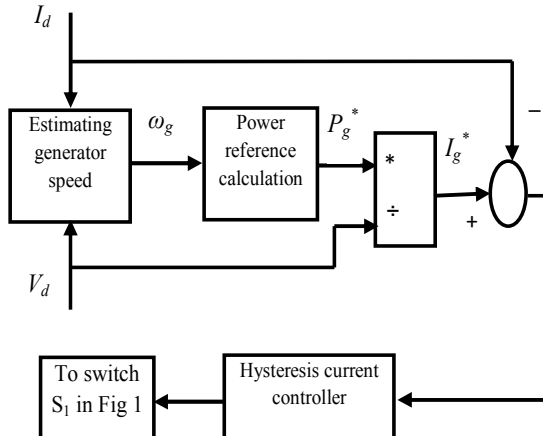 I_d
Estimating
generator
speed
ω_g
Power
reference
calculation
P_g^*
*
÷
I_g^*
−
+
V_d
To switch
S_1 in Fig 1
Hysteresis current
controller